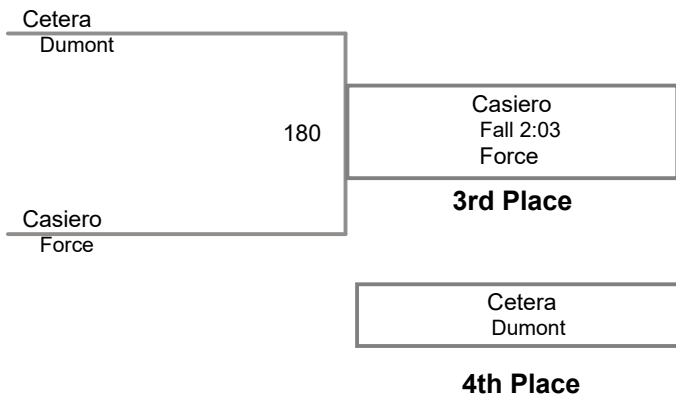 Cetera
Dumont
180
Casiero
Fall 2:03
Force
3rd Place
Casiero
Force
Cetera
Dumont
4th Place